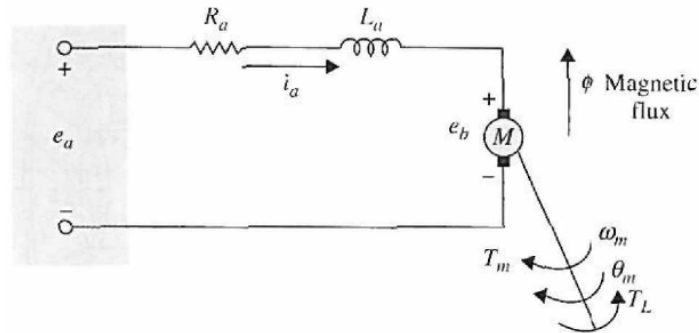 R_a
L_a
+
i_a
e_a
−
+
e_b
M
−
ϕ Magnetic
flux
ω_m
T_m
θ_m
T_L